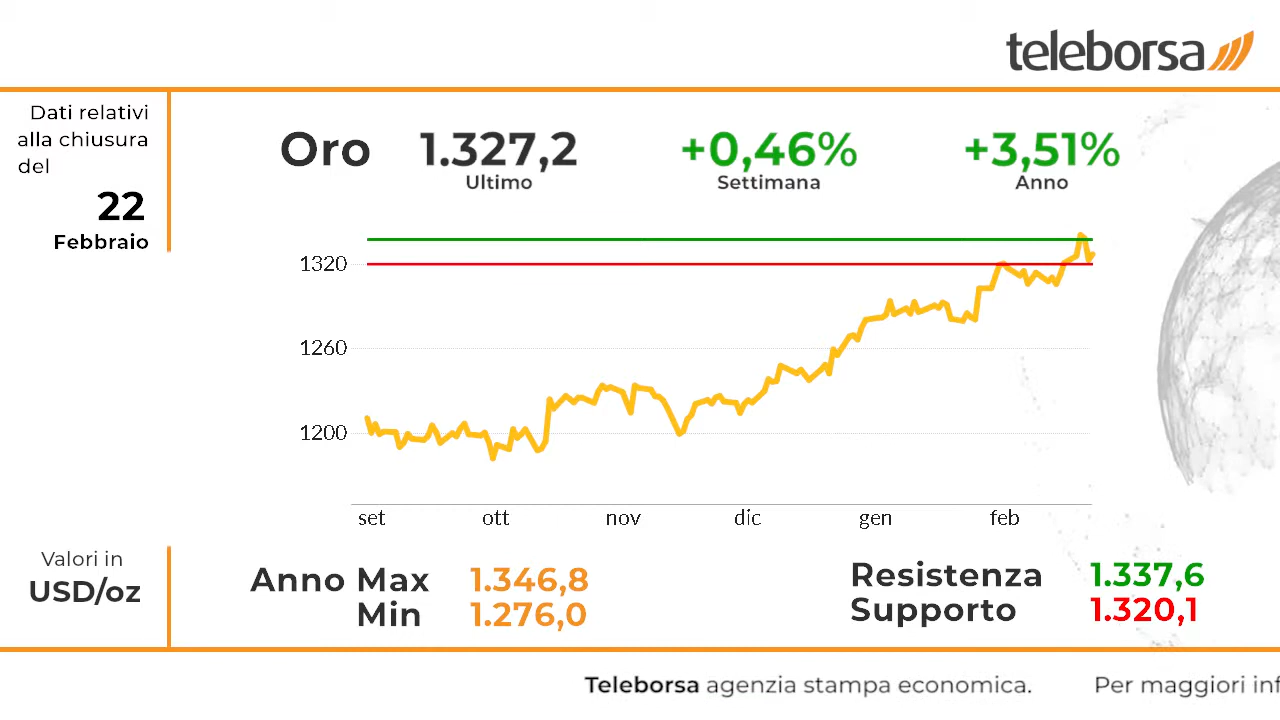 teleborsa
Dati relativi
alla chiusura
del
22
Febbraio
Oro 1.327,2 +0,46% +3,51%
Ultimo Settimana Anno
1320
1260
1200
set ott nov dic gen feb
Valori in
USD/oz
Anno Max 1.346,8
Min 1.276,0
Resistenza 1.337,6
Supporto 1.320,1
Teleborsa agenzia stampa economica. Per maggiori inf